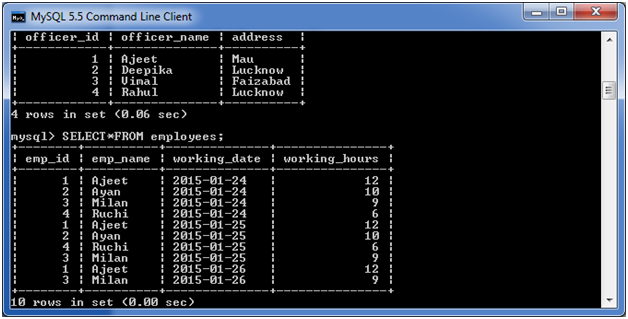 MySQL 5.5 Command Line Client
| officer_id | officer_name | address |
+------------+--------------+-----------+
| 1 | Ajeet | Mau |
| 2 | Deepika | Lucknow |
| 3 | Vimal | Faizabad |
| 4 | Rahul | Lucknow |
+------------+--------------+-----------+
4 rows in set (0.06 sec)
mysql> SELECT*FROM employees;
+--------+----------+--------------+---------------+
| emp_id | emp_name | working_date | working_hours |
+--------+----------+--------------+---------------+
| 1 | Ajeet | 2015-01-24 | 12 |
| 2 | Ayan | 2015-01-24 | 10 |
| 3 | Milan | 2015-01-24 | 9 |
| 4 | Ruchi | 2015-01-24 | 6 |
| 1 | Ajeet | 2015-01-25 | 12 |
| 2 | Ayan | 2015-01-25 | 10 |
| 4 | Ruchi | 2015-01-25 | 6 |
| 3 | Milan | 2015-01-25 | 9 |
| 1 | Ajeet | 2015-01-26 | 12 |
| 3 | Milan | 2015-01-26 | 9 |
+--------+----------+--------------+---------------+
10 rows in set (0.00 sec)